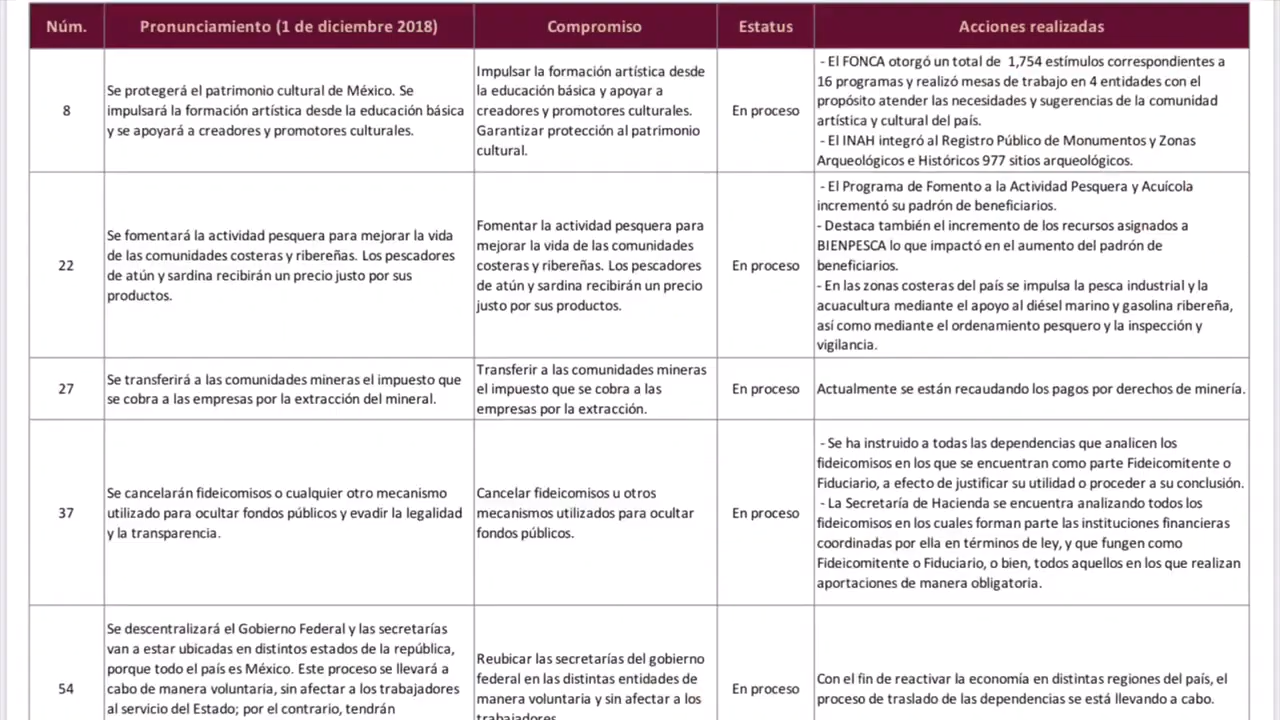 Núm. Pronunciamiento (1 de diciembre 2018) Compromiso Estatus Acciones realizadas
8
Se protegerá el patrimonio cultural de México. Se
impulsará la formación artística desde la educación básica
y se apoyará a creadores y promotores culturales.
Impulsar la formación artística desde
la educación básica y apoyar a
creadores y promotores culturales.
Garantizar protección al patrimonio
cultural.
En proceso
- El FONCA otorgó un total de 1,754 estímulos correspondientes a
16 programas y realizó mesas de trabajo en 4 entidades con el
propósito atender las necesidades y sugerencias de la comunidad
artística y cultural del país.
- El INAH integró al Registro Público de Monumentos y Zonas
Arqueológicos e Históricos 977 sitios arqueológicos.
22
Se fomentará la actividad pesquera para mejorar la vida
de las comunidades costeras y ribereñas. Los pescadores
de atún y sardina recibirán un precio justo por sus
productos.
Fomentar la actividad pesquera para
mejorar la vida de las comunidades
costeras y ribereñas. Los pescadores
de atún y sardina recibirán un precio
justo por sus productos.
En proceso
- El Programa de Fomento a la Actividad Pesquera y Acuícola
incrementó su padrón de beneficiarios.
- Destaca también el incremento de los recursos asignados a
BIENPESCA lo que impactó en el aumento del padrón de
beneficiarios.
- En las zonas costeras del país se impulsa la pesca industrial y la
acuacultura mediante el apoyo al diésel marino y gasolina ribereña,
así como mediante el ordenamiento pesquero y la inspección y
vigilancia.
27
Se transferirá a las comunidades mineras el impuesto que
se cobra a las empresas por la extracción del mineral.
Transferir a las comunidades mineras
el impuesto que se cobra a las
empresas por la extracción.
En proceso
Actualmente se están recaudando los pagos por derechos de minería.
37
Se cancelarán fideicomisos o cualquier otro mecanismo
utilizado para ocultar fondos públicos y evadir la legalidad
y la transparencia.
Cancelar fideicomisos u otros
mecanismos utilizados para ocultar
fondos públicos.
En proceso
- Se ha instruido a todas las dependencias que analicen los
fideicomisos en los que se encuentran como parte Fideicomitente o
Fiduciario, a efecto de justificar su utilidad o proceder a su conclusión.
- La Secretaría de Hacienda se encuentra analizando todos los
fideicomisos en los cuales forman parte las instituciones financieras
coordinadas por ella en términos de ley, y que fungen como
Fideicomitente o Fiduciario, o bien, todos aquellos en los que realizan
aportaciones de manera obligatoria.
54
Se descentralizará el Gobierno Federal y las secretarías
van a estar ubicadas en distintos estados de la república,
porque todo el país es México. Este proceso se llevará a
cabo de manera voluntaria, sin afectar a los trabajadores
al servicio del Estado; por el contrario, tendrán
Reubicar las secretarías del gobierno
federal en las distintas entidades de
manera voluntaria y sin afectar a los
trabajadores
En proceso
Con el fin de reactivar la economía en distintas regiones del país, el
proceso de traslado de las dependencias se está llevando a cabo.